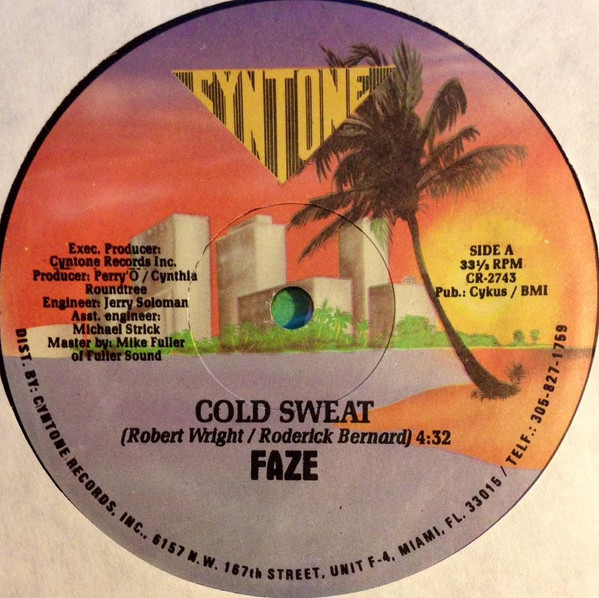 CYNTONE
Exec. Producer:
Cyntone Records Inc.
Producer: Perry Ö / Cynthia
Roundtree
Engineer: Jerry Soloman
Asst. engineer:
Michael Strick
Master by: Mike Fuller
of Fuller Sound
SIDE A
33⅓ RPM
CR-2743
Pub.: Cykus / BMI
COLD SWEAT
(Robert Wright / Roderick Bernard) 4:32
FAZE
DIST. BY: CYNTONE RECORDS, INC., 6157 N.W. 167th STREET, UNIT F-4, MIAMI, FL. 33015 / TELF.: 305-827-1759